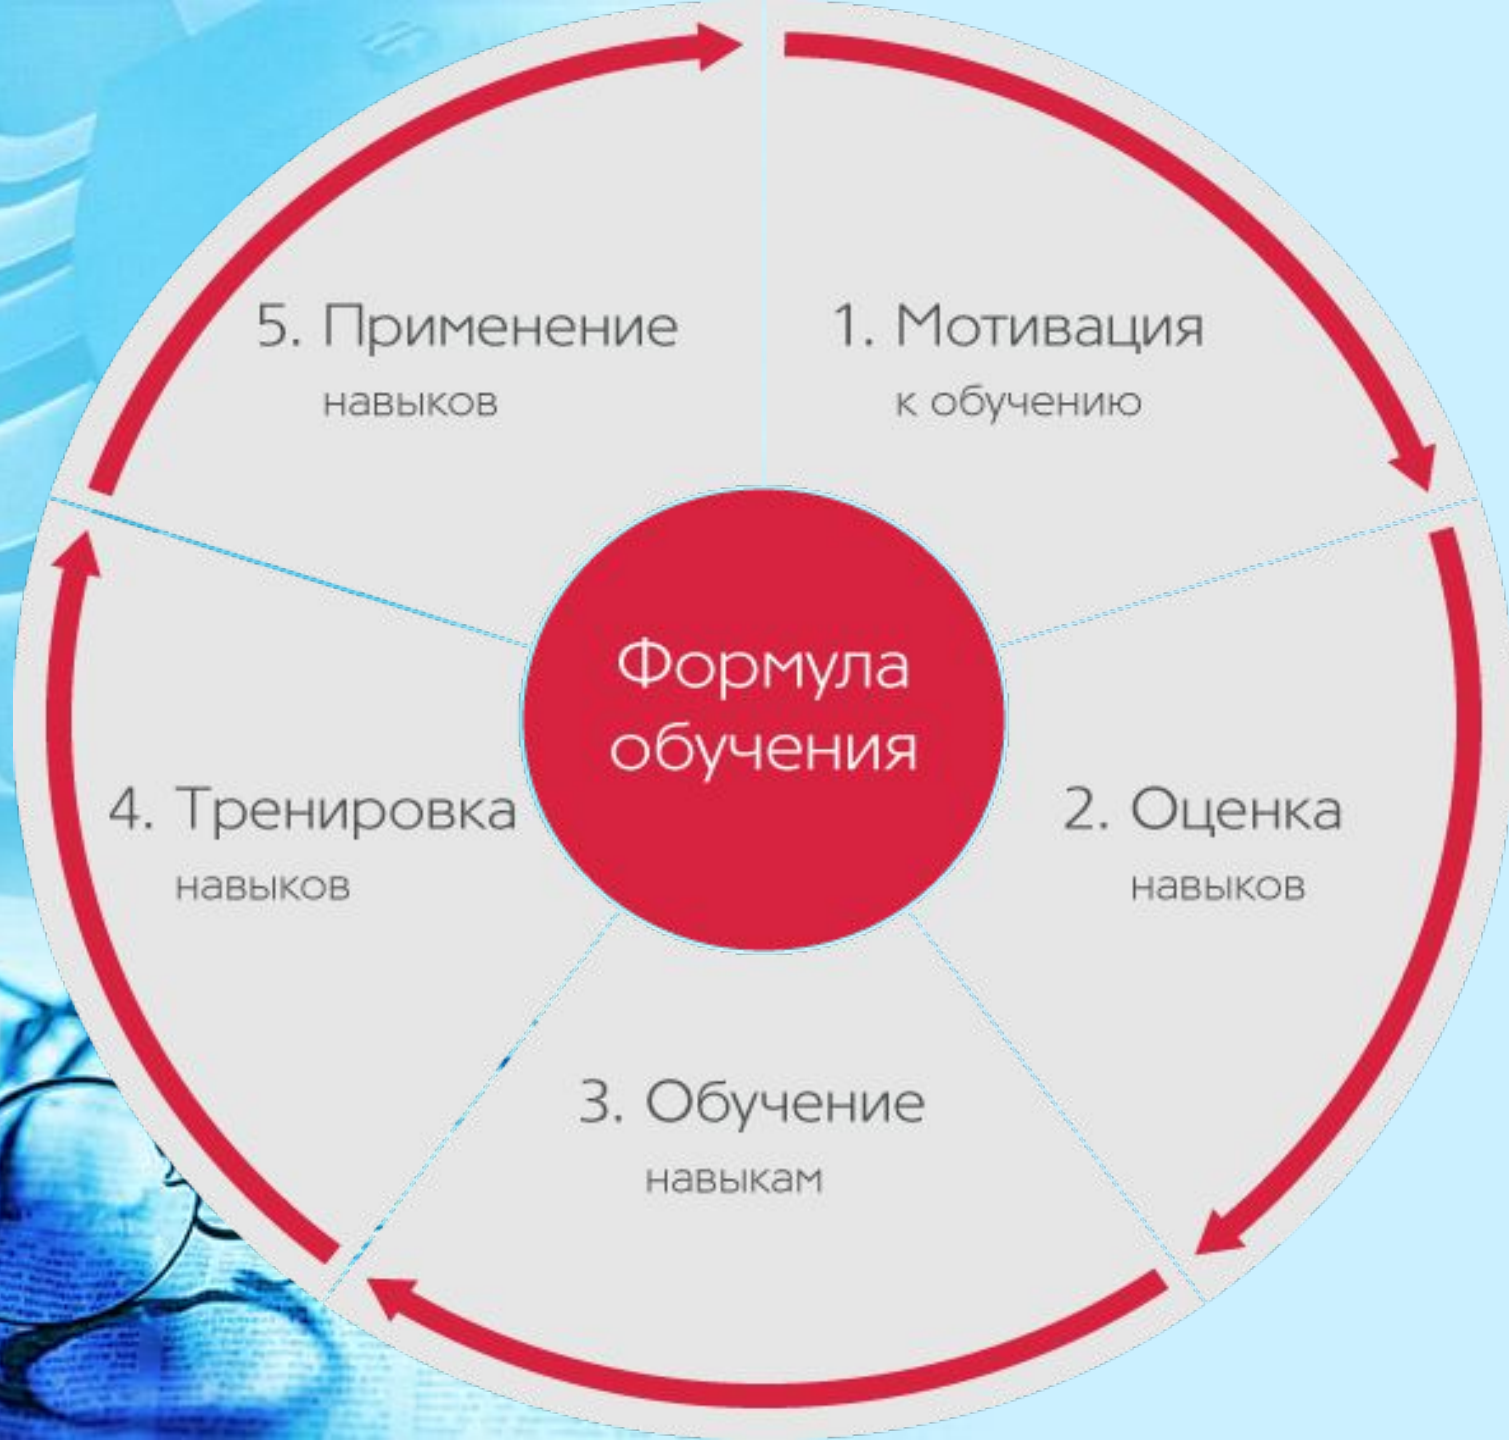 Формула
обучения
1. Мотивация
к обучению
2. Оценка
навыков
3. Обучение
навыкам
4. Тренировка
навыков
5. Применение
навыков